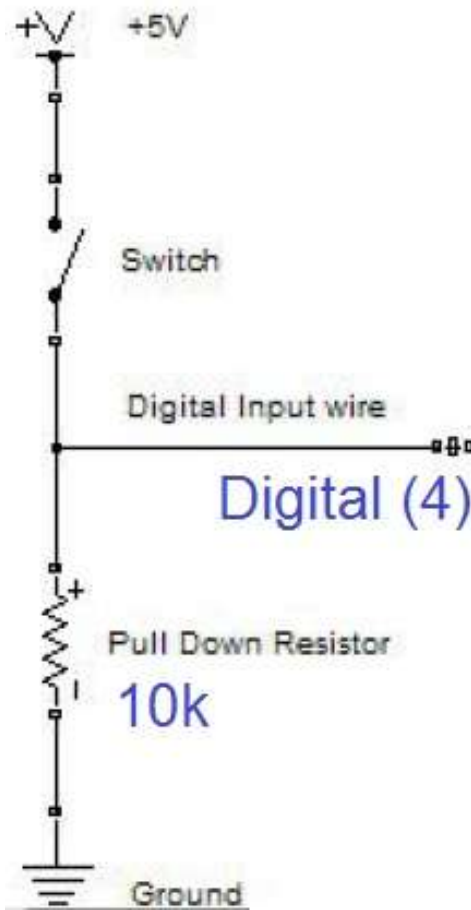 +V +5V
Switch
Digital Input wire
Digital (4)
+
Pull Down Resistor
10k
Ground